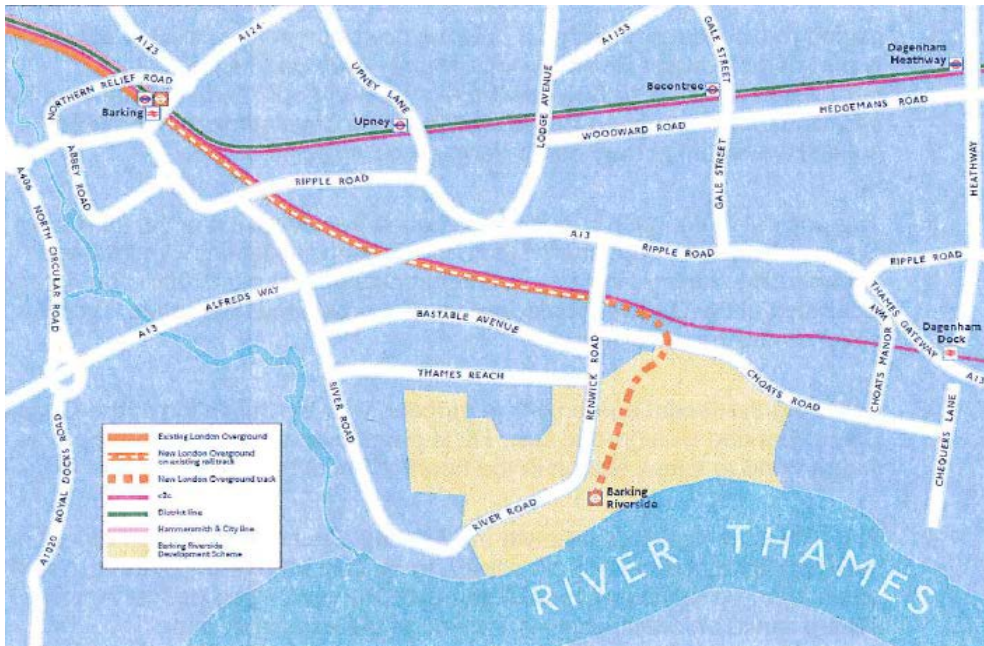 A123
A124
NORTHERN RELIEF ROAD
Barking
ABBEY ROAD
A406
NORTH CIRCULAR ROAD
A1020 ROYAL DOCKS ROAD
UPNEY LANE
Upney
RIPPLE ROAD
LODGE AVENUE
A1153
GALE STREET
Becontree
GALE STREET
WOODWARD ROAD
HEDGEMANS ROAD
Dagenham
Heathway
HEATHWAY
A13
ALFREDS WAY
A13
RIPPLE ROAD
RIPPLE ROAD
THAMES GATEWAY
CHOATS MANOR WAY
Dagenham
Dock
A13
BASTABLE AVENUE
THAMES REACH
RENWICK ROAD
CHOATS ROAD
CHEQUERS LANE
RIVER ROAD
RIVER ROAD
Barking
Riverside
RIVER THAMES
Existing London Overground
New London Overground
on existing rail track
New London Overground track
c2c
District line
Hammersmith & City line
Barking Riverside
Development Scheme